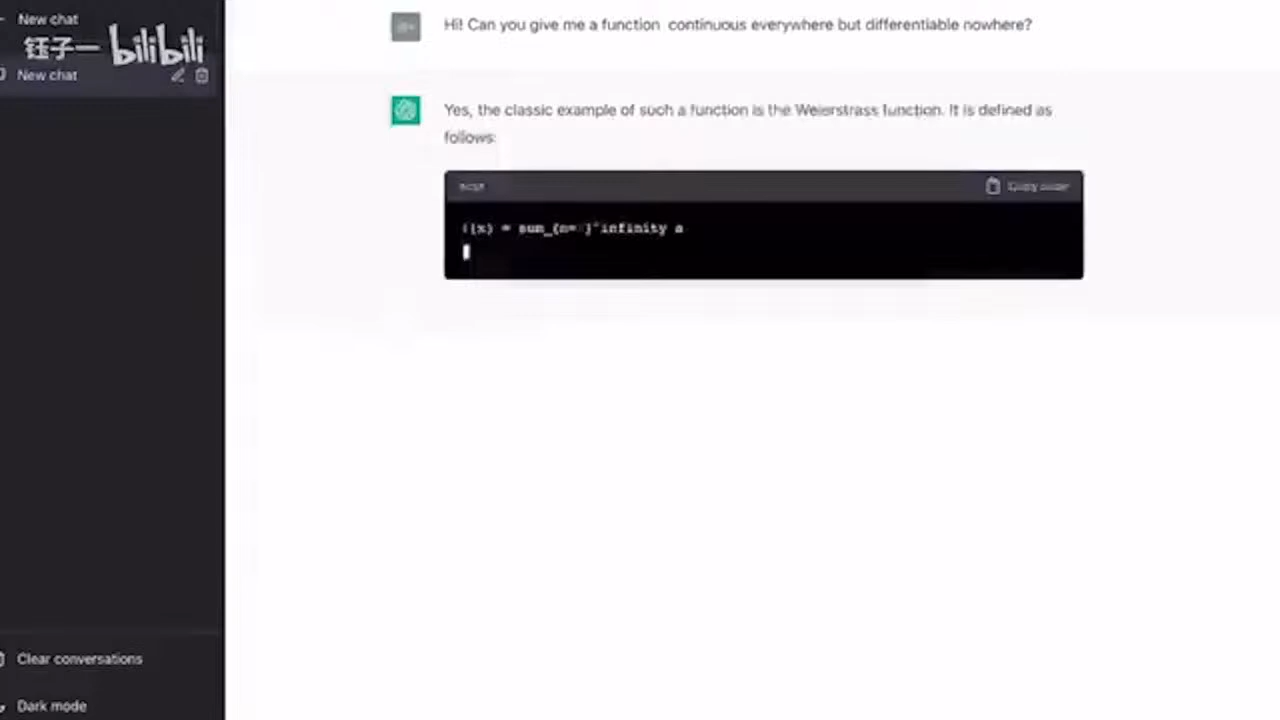 New chat
钰子一 bilibili
New chat
Hi! Can you give me a function continuous everywhere but differentiable nowhere?
Yes, the classic example of such a function is the Weierstrass function. It is defined as
follows:
Copy code
f(x) = sum_{n= }^infinity a
Clear conversations
Dark mode